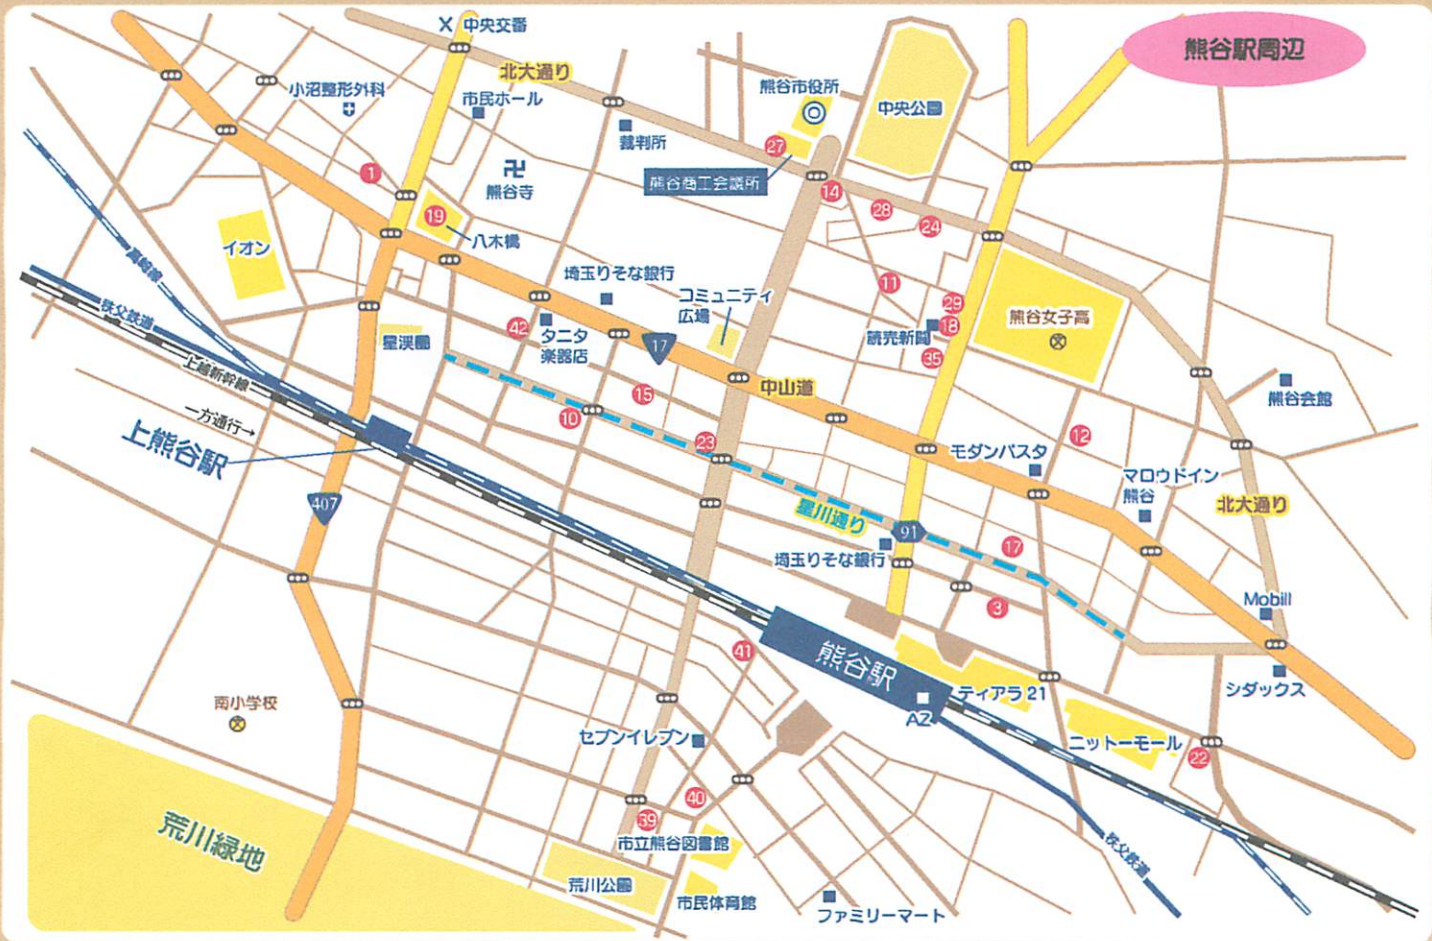 熊谷駅周辺
X 中央交番
北大通り
小沼整形外科
市民ホール
熊谷市役所
中央公園
裁判所
27
熊谷商工会議所
1
卍
熊谷寺
14
28
24
19
八木橋
イオン
高崎線
秩父鉄道
上越新幹線
一方通行→
上熊谷駅
星渓園
埼玉りそな銀行
コミュニティ
広場
42
タニタ
楽器店
17
中山道
11
29
18
読売新聞
35
熊谷女子高
熊谷会館
15
10
23
12
モダンパスタ
マロウドイン
熊谷
北大通り
407
星川通り
91
埼玉りそな銀行
17
3
Mobill
シダックス
41
熊谷駅
AZ
ティアラ21
ニットーモール
22
南小学校
セブンイレブン
40
39
市立熊谷図書館
荒川緑地
荒川公園
市民体育館
ファミリーマート
秩父鉄道